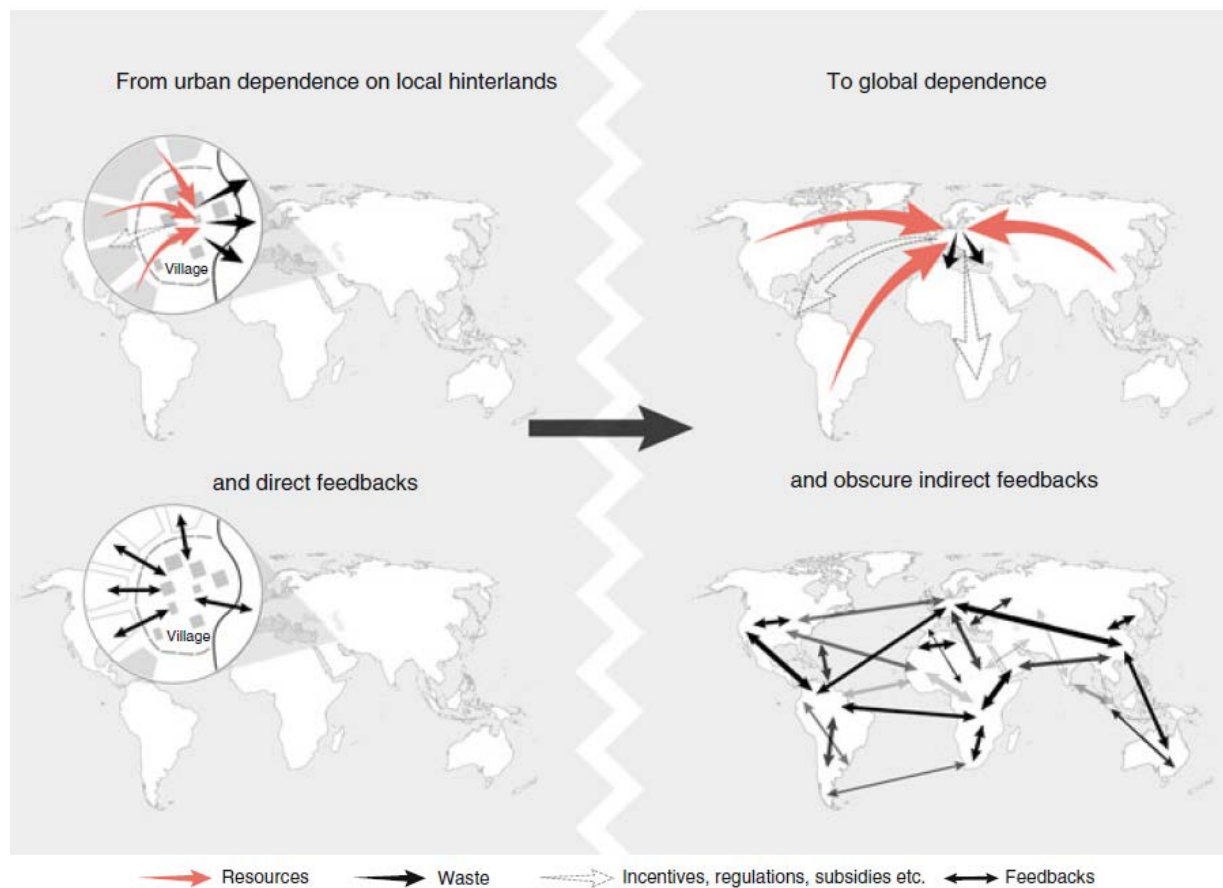 From urban dependence on local hinterlands
To global dependence
Village
and direct feedbacks
and obscure indirect feedbacks
Village
Resources
Waste
Incentives, regulations, subsidies etc.
Feedbacks